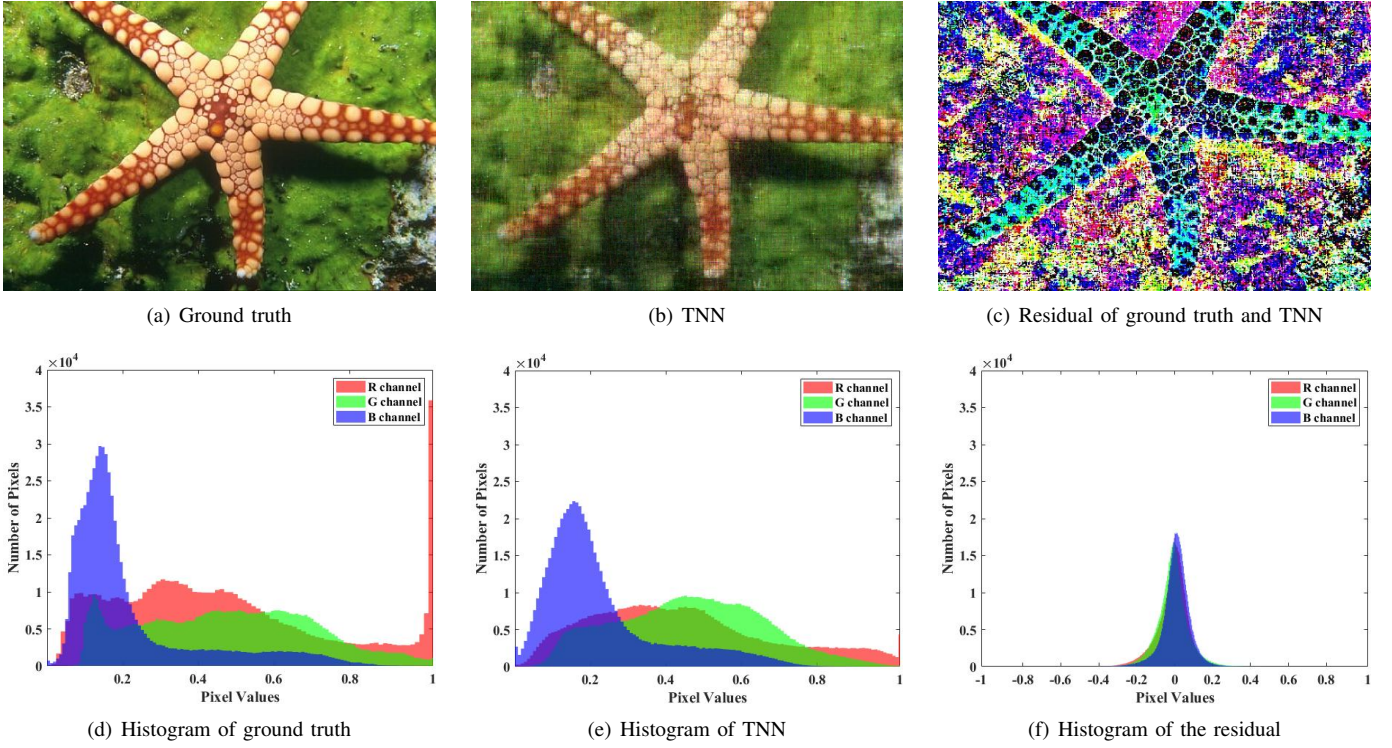 (a) Ground truth
(b) TNN
(c) Residual of ground truth and TNN
×10⁴
4
3.5
3
2.5
2
1.5
1
0.5
0
Number of Pixels
R channel
G channel
B channel
0.2
0.4
0.6
0.8
1
Pixel Values
(d) Histogram of ground truth
×10⁴
4
3.5
3
2.5
2
1.5
1
0.5
0
Number of Pixels
R channel
G channel
B channel
0.2
0.4
0.6
0.8
1
Pixel Values
(e) Histogram of TNN
×10⁴
4
3.5
3
2.5
2
1.5
1
0.5
0
Number of Pixels
R channel
G channel
B channel
-1
-0.8
-0.6
-0.4
-0.2
0
0.2
0.4
0.6
0.8
1
Pixel Values
(f) Histogram of the residual